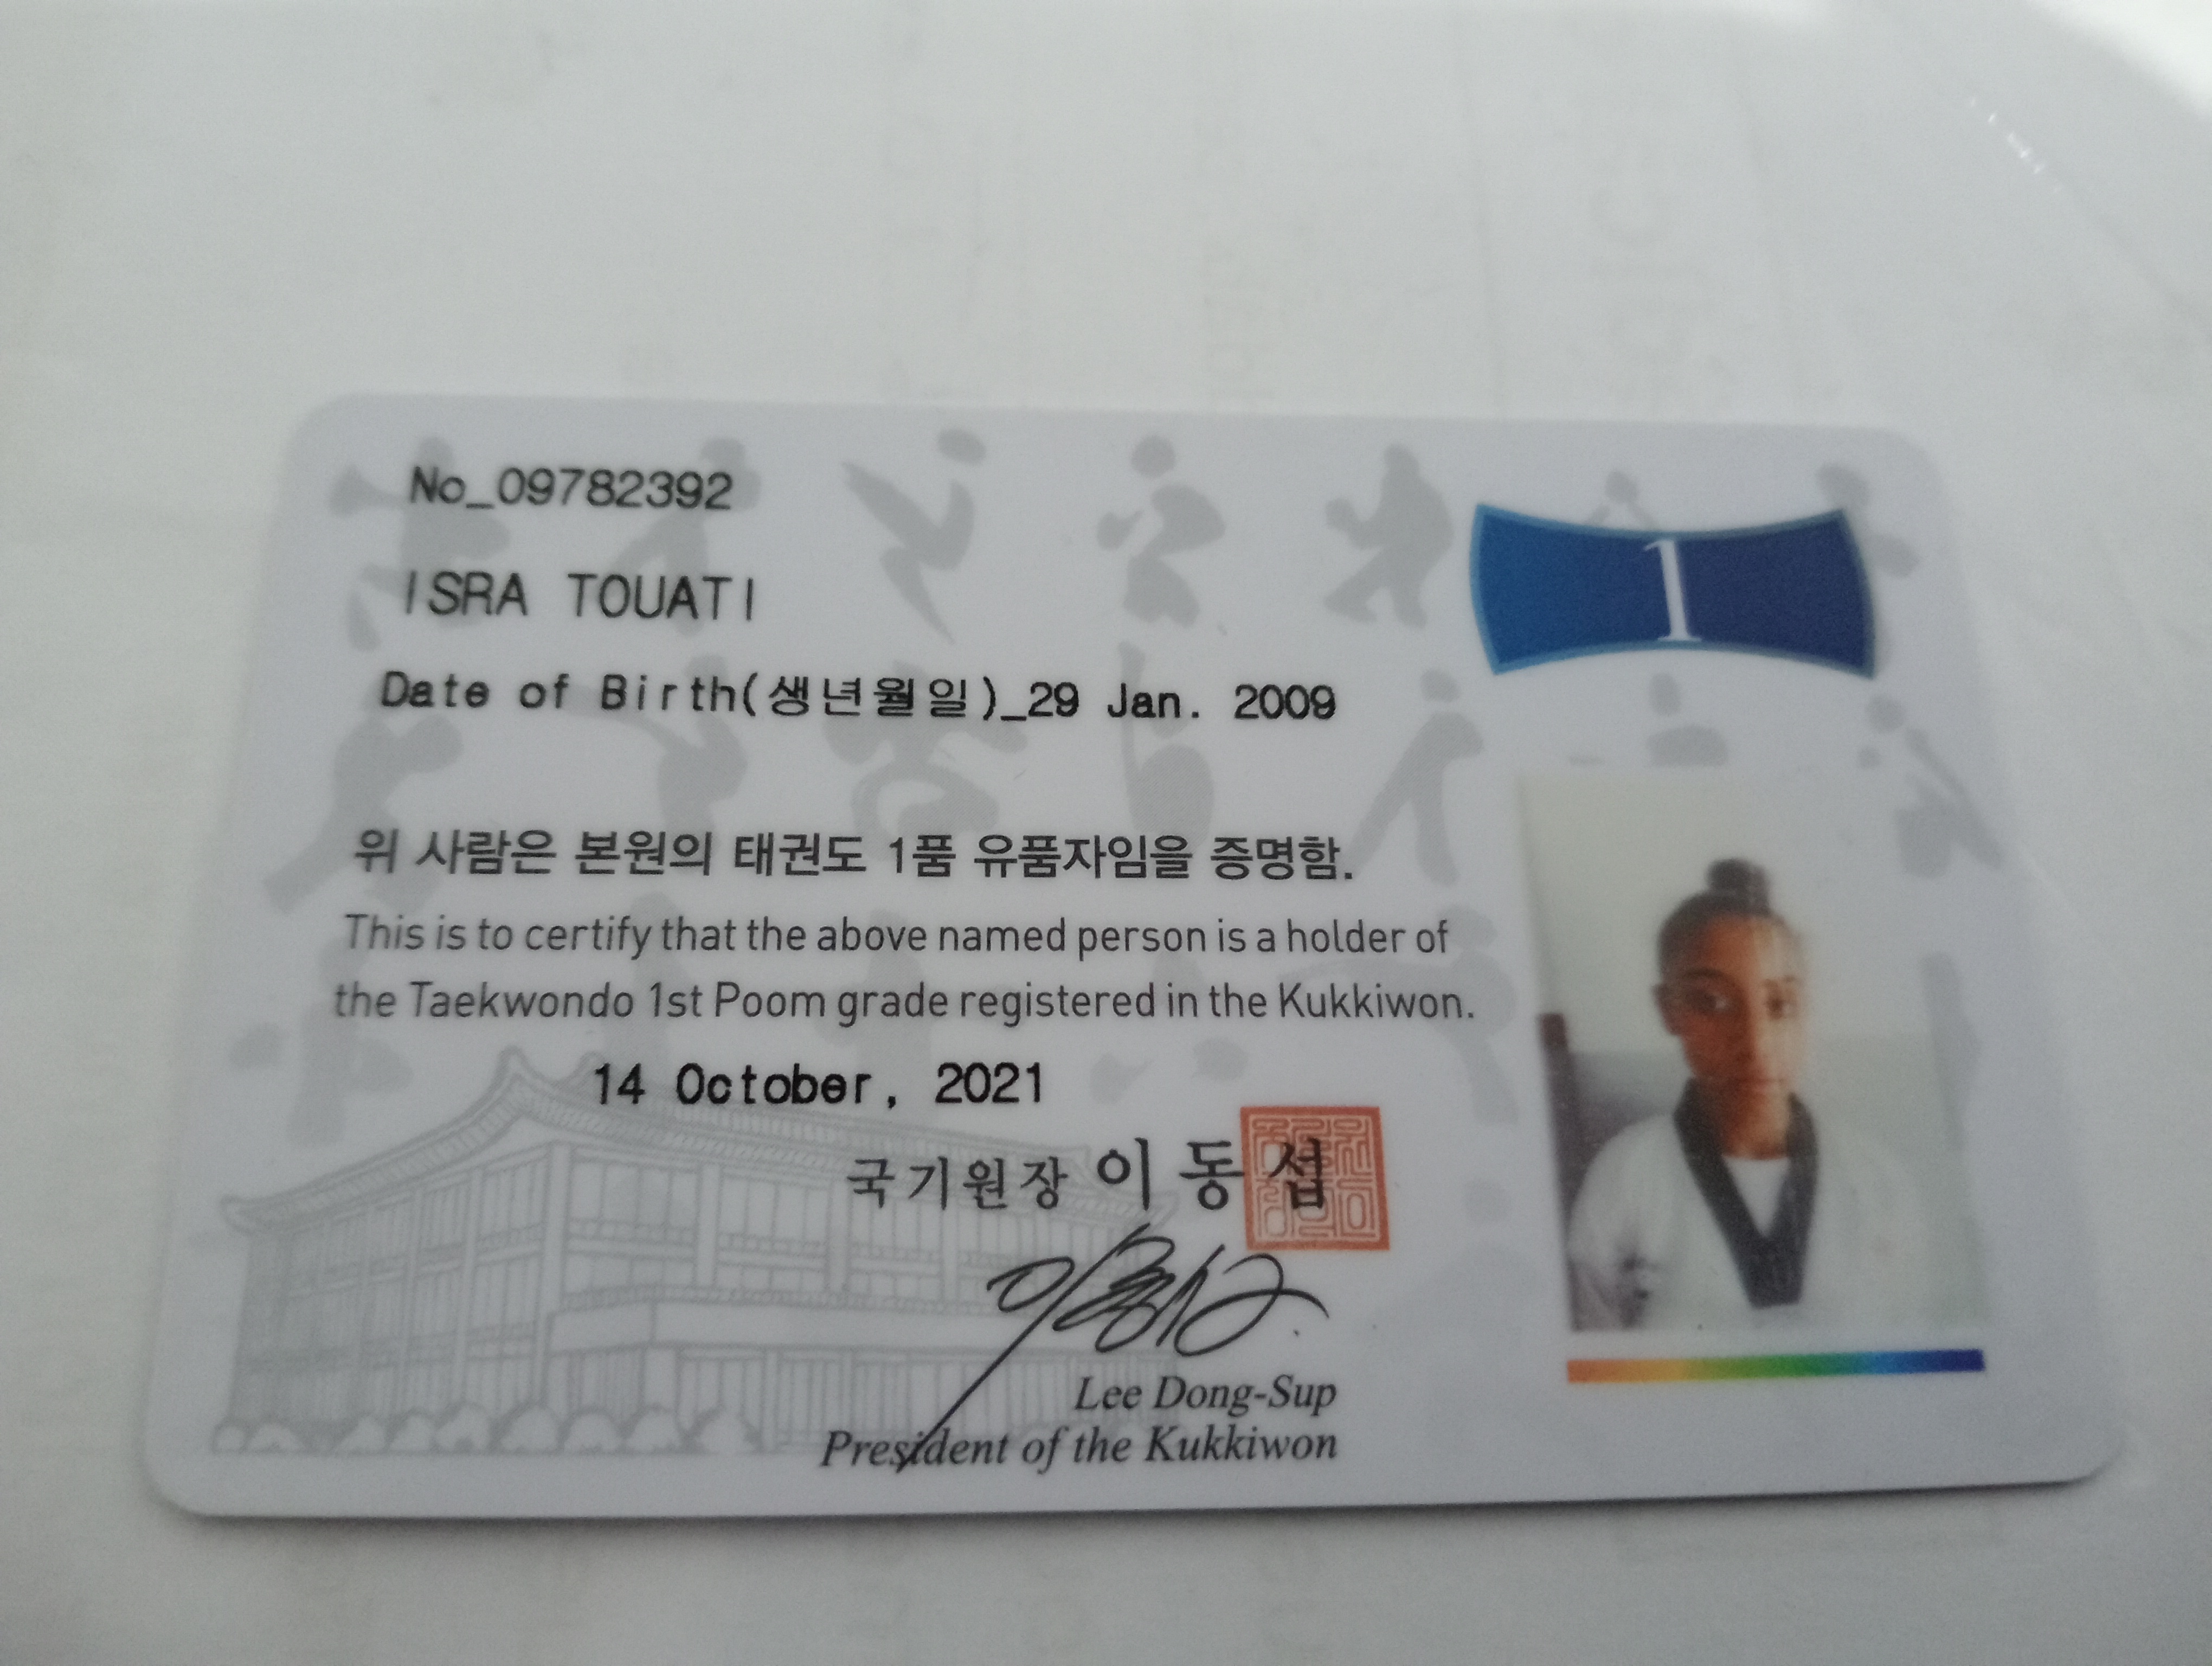 No_09782392
1
ISRA TOUATI
Date of Birth(생년월일)_29 Jan. 2009
위 사람은 본원의 태권도 1품 유품자임을 증명함.
This is to certify that the above named person is a holder of
the Taekwondo 1st Poom grade registered in the Kukkiwon.
14 October, 2021
국기원장 이동섭
Lee Dong-Sup
President of the Kukkiwon